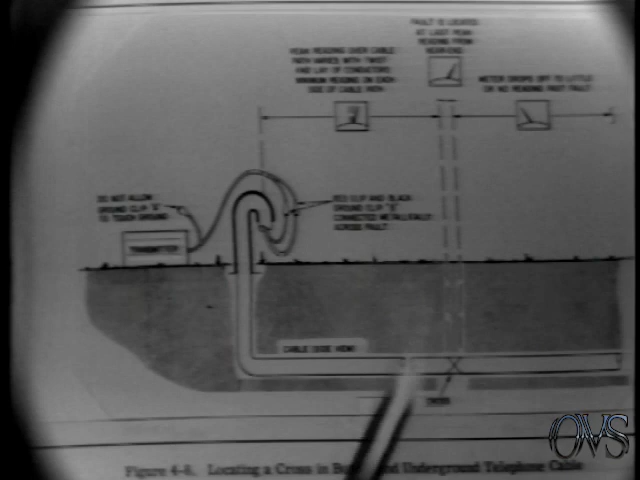 FAULT IS LOCATED
AT LAST PEAK
READING FROM
NEAR END
PEAK READING OVER CABLE
PATH VARIES WITH "TWIST"
AND LAY OF CONDUCTORS
MINIMUM READING ON EACH
SIDE OF CABLE PATH
METER DROPS OFF TO LITTLE
OR NO READING PAST FAULT
DO NOT ALLOW
GROUND CLIP
TO TOUCH GROUND
RED CLIP AND BLACK
GROUND CLIP
CONNECTED METALLICALLY
ACROSS FAULT
TRANSMITTER
CABLE (SIDE VIEW)
CROSS
Figure 4-8. Locating a Cross in Underground Telephone Cable
OVS